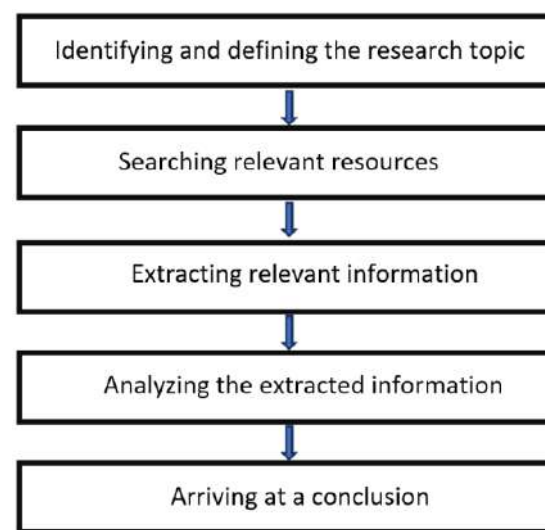 Identifying and defining the research topic
Searching relevant resources
Extracting relevant information
Analyzing the extracted information
Arriving at a conclusion